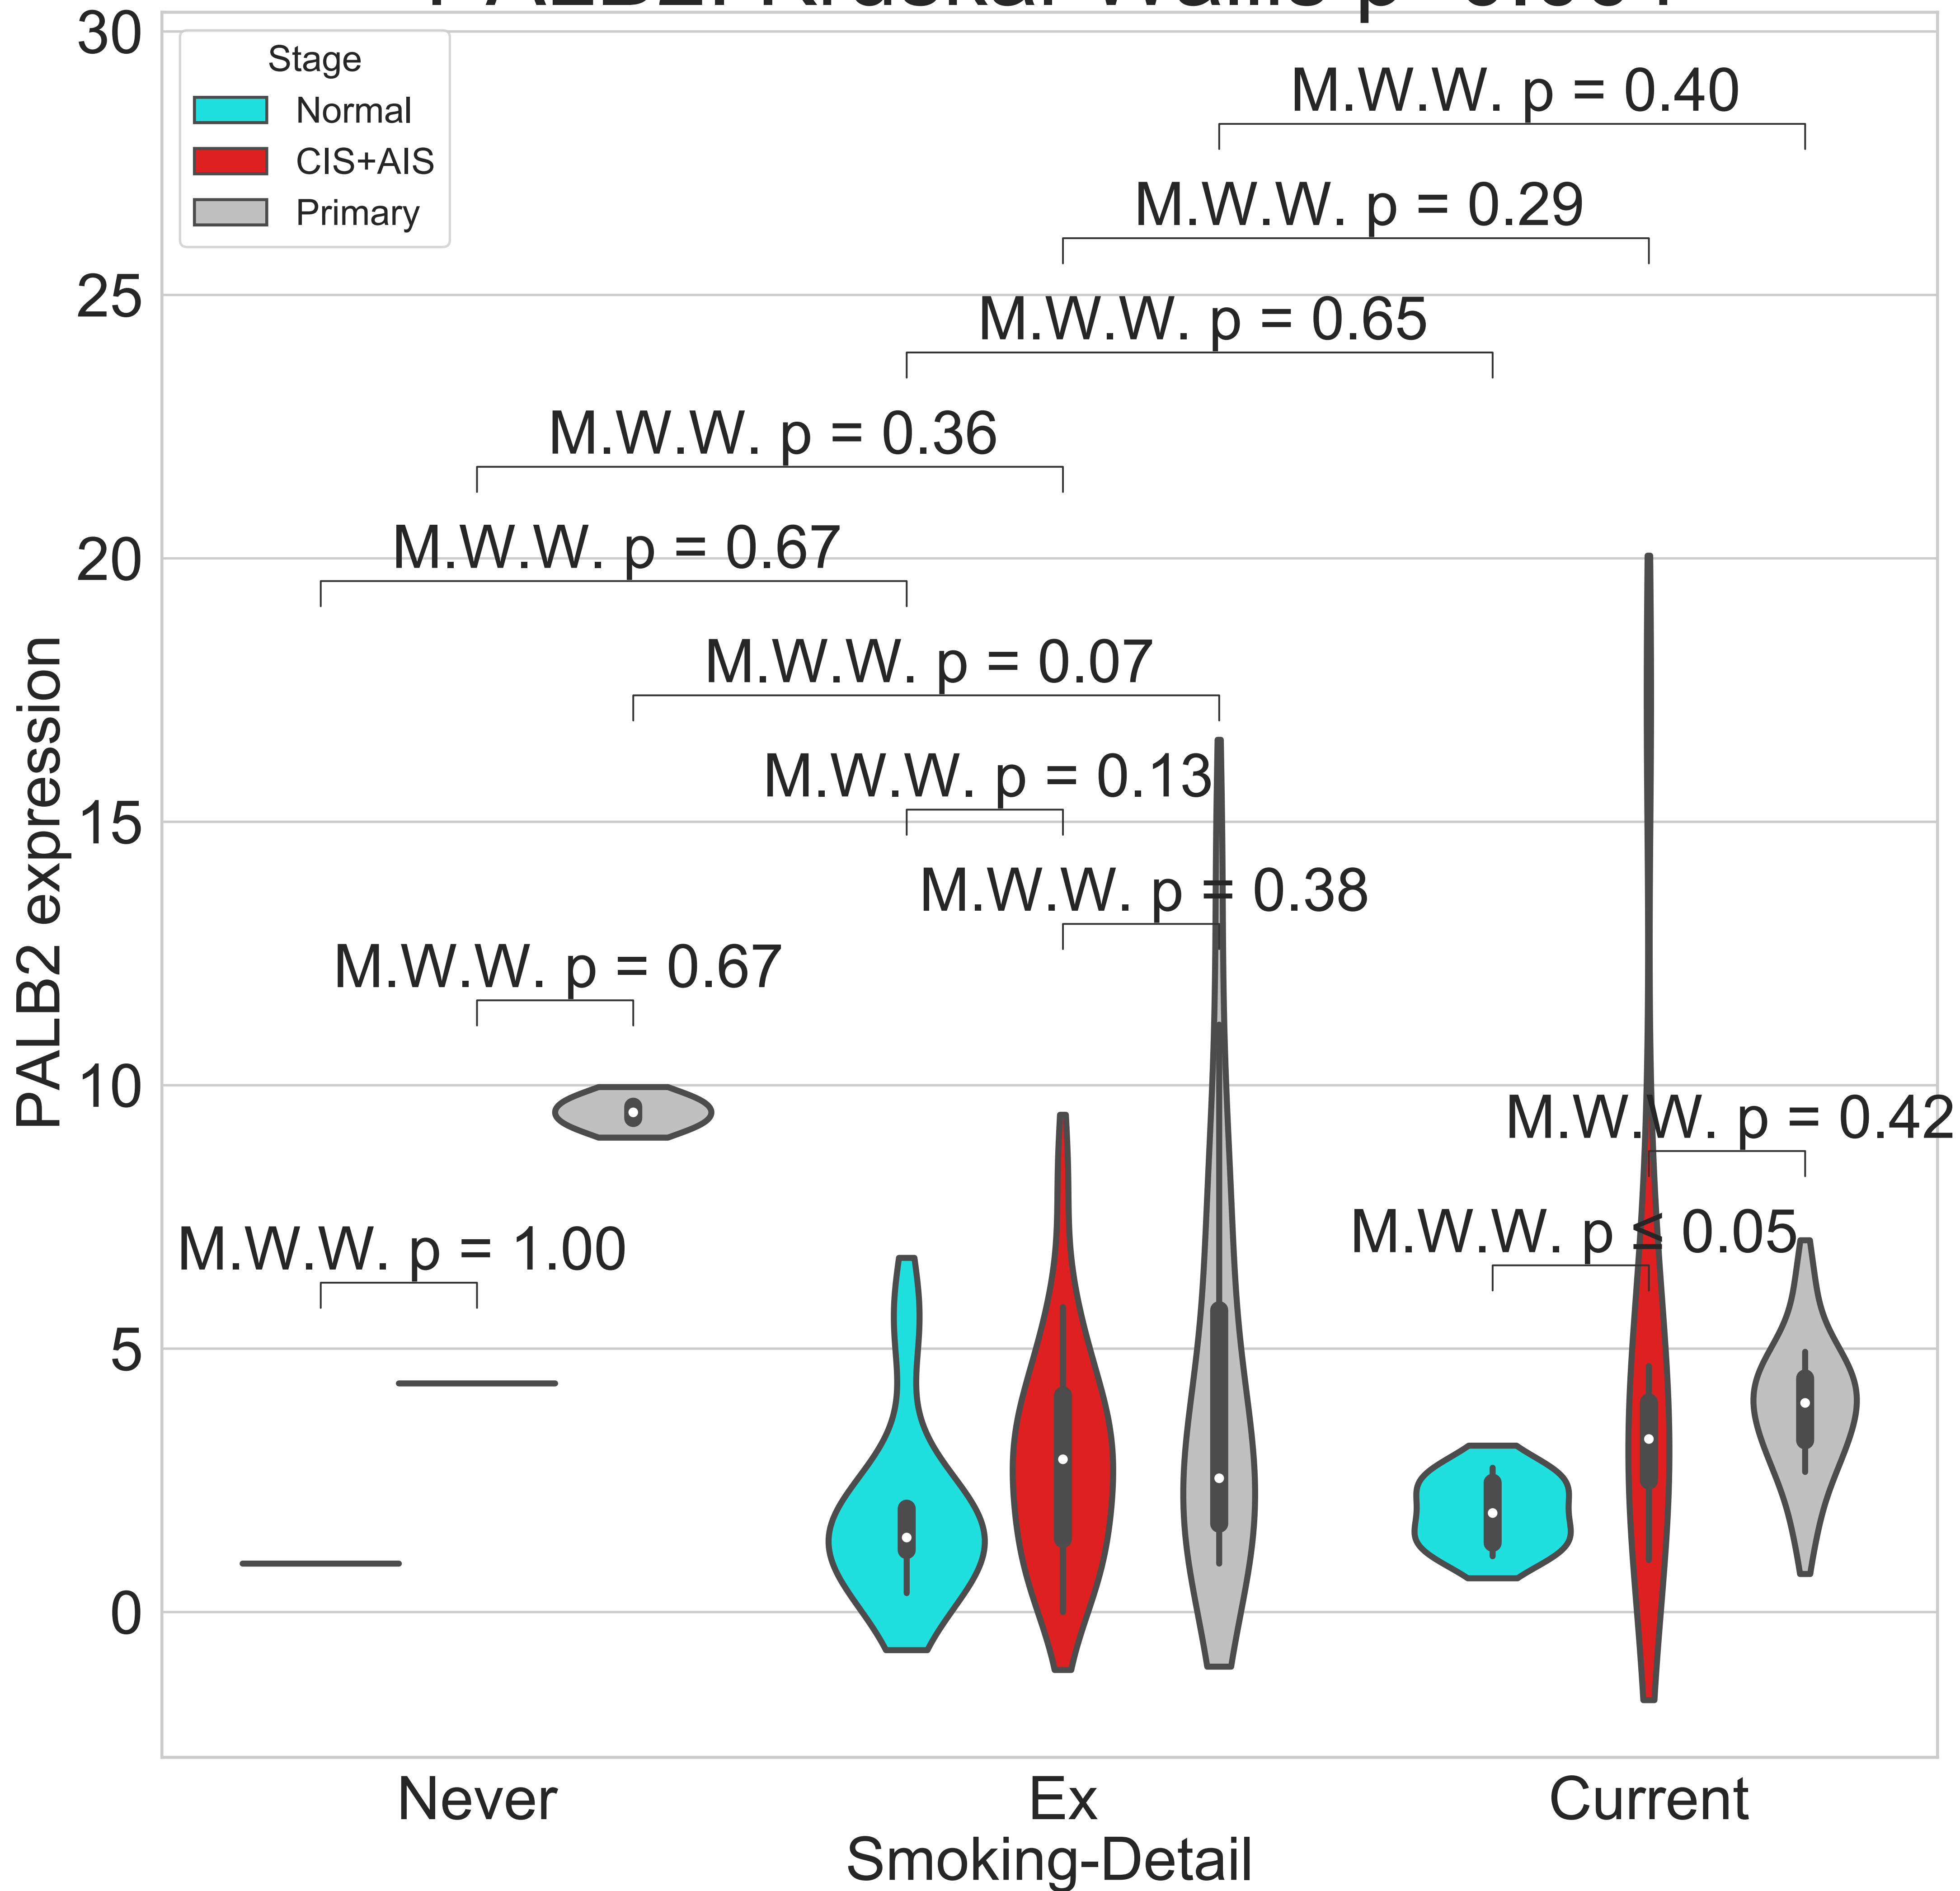 30
Stage
Normal
CIS+AIS
Primary
M.W.W. p = 0.40
M.W.W. p = 0.29
25
M.W.W. p = 0.65
M.W.W. p = 0.36
20
M.W.W. p = 0.67
M.W.W. p = 0.07
M.W.W. p = 0.13
15
M.W.W. p = 0.38
M.W.W. p = 0.67
10
M.W.W. p = 0.42
M.W.W. p ≤ 0.05
M.W.W. p = 1.00
5
0
PALB2 expression
Never
Ex
Current
Smoking-Detail